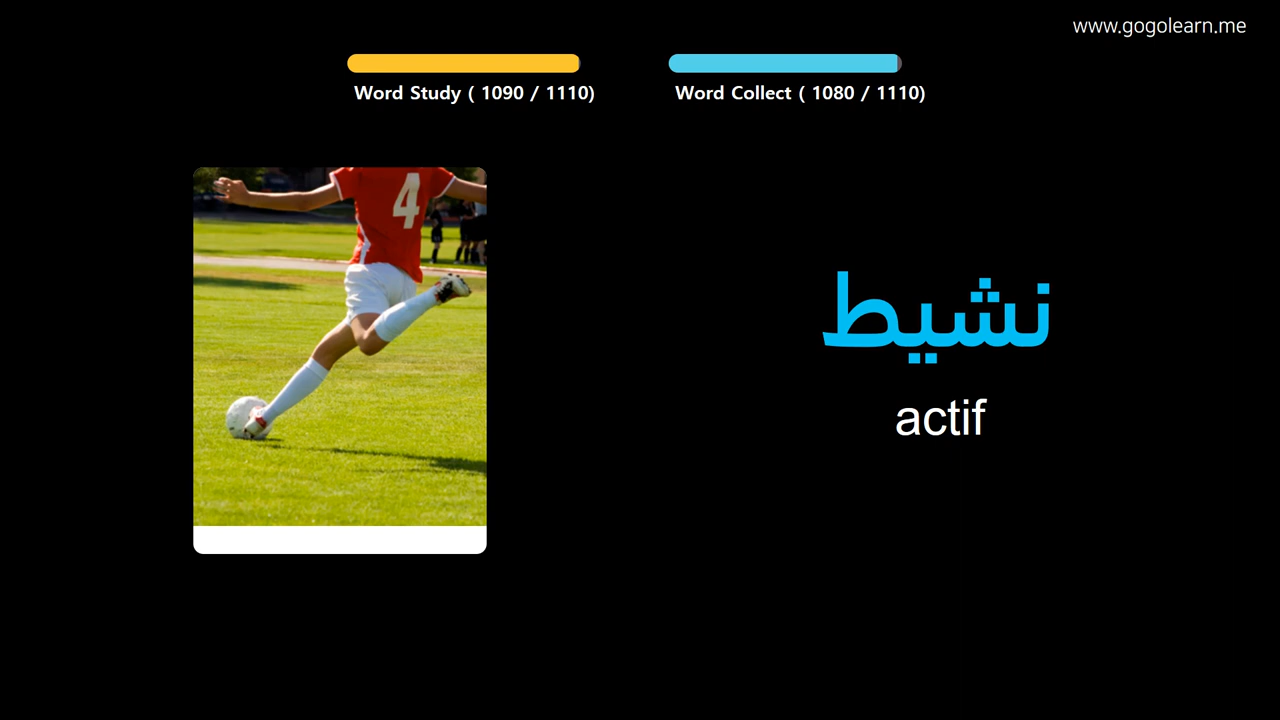 www.gogolearn.me
Word Study ( 1090 / 1110)
Word Collect ( 1080 / 1110)
4
نشيط
actif